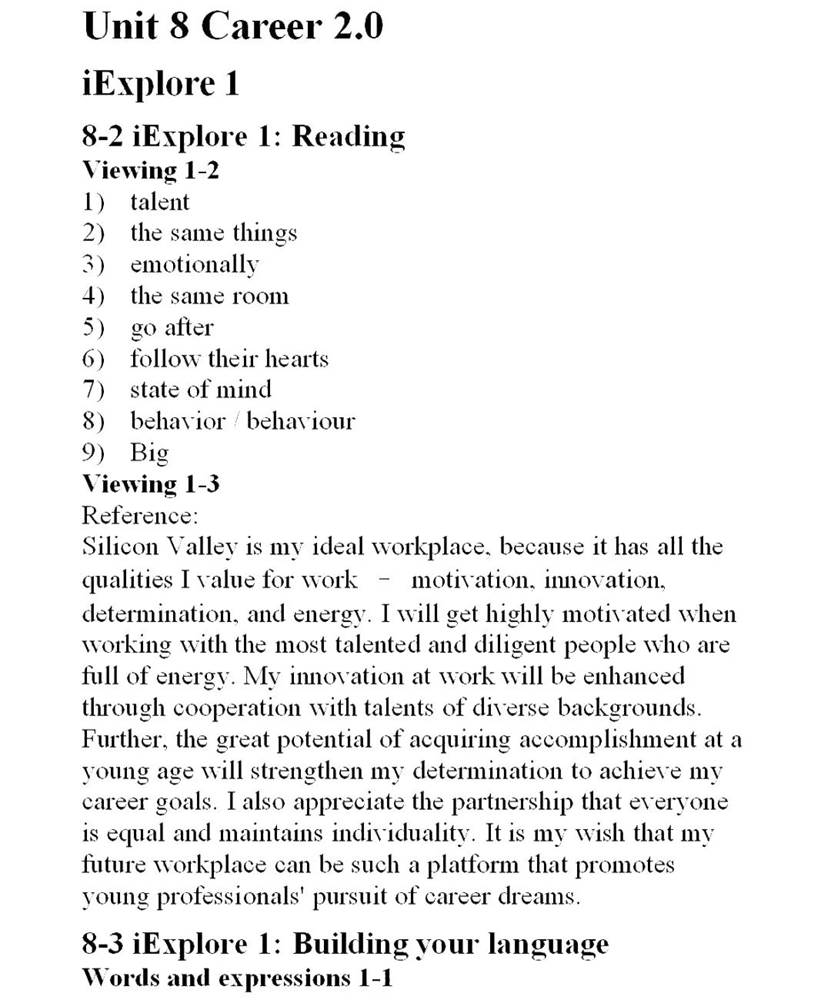 Unit 8 Career 2.0
iExplore 1
8-2 iExplore 1: Reading
Viewing 1-2
1) talent
2) the same things
3) emotionally
4) the same room
5) go after
6) follow their hearts
7) state of mind
8) behavior / behaviour
9) Big
Viewing 1-3
Reference:
Silicon Valley is my ideal workplace, because it has all the
qualities I value for work – motivation, innovation,
determination, and energy. I will get highly motivated when
working with the most talented and diligent people who are
full of energy. My innovation at work will be enhanced
through cooperation with talents of diverse backgrounds.
Further, the great potential of acquiring accomplishment at a
young age will strengthen my determination to achieve my
career goals. I also appreciate the partnership that everyone
is equal and maintains individuality. It is my wish that my
future workplace can be such a platform that promotes
young professionals' pursuit of career dreams.
8-3 iExplore 1: Building your language
Words and expressions 1-1